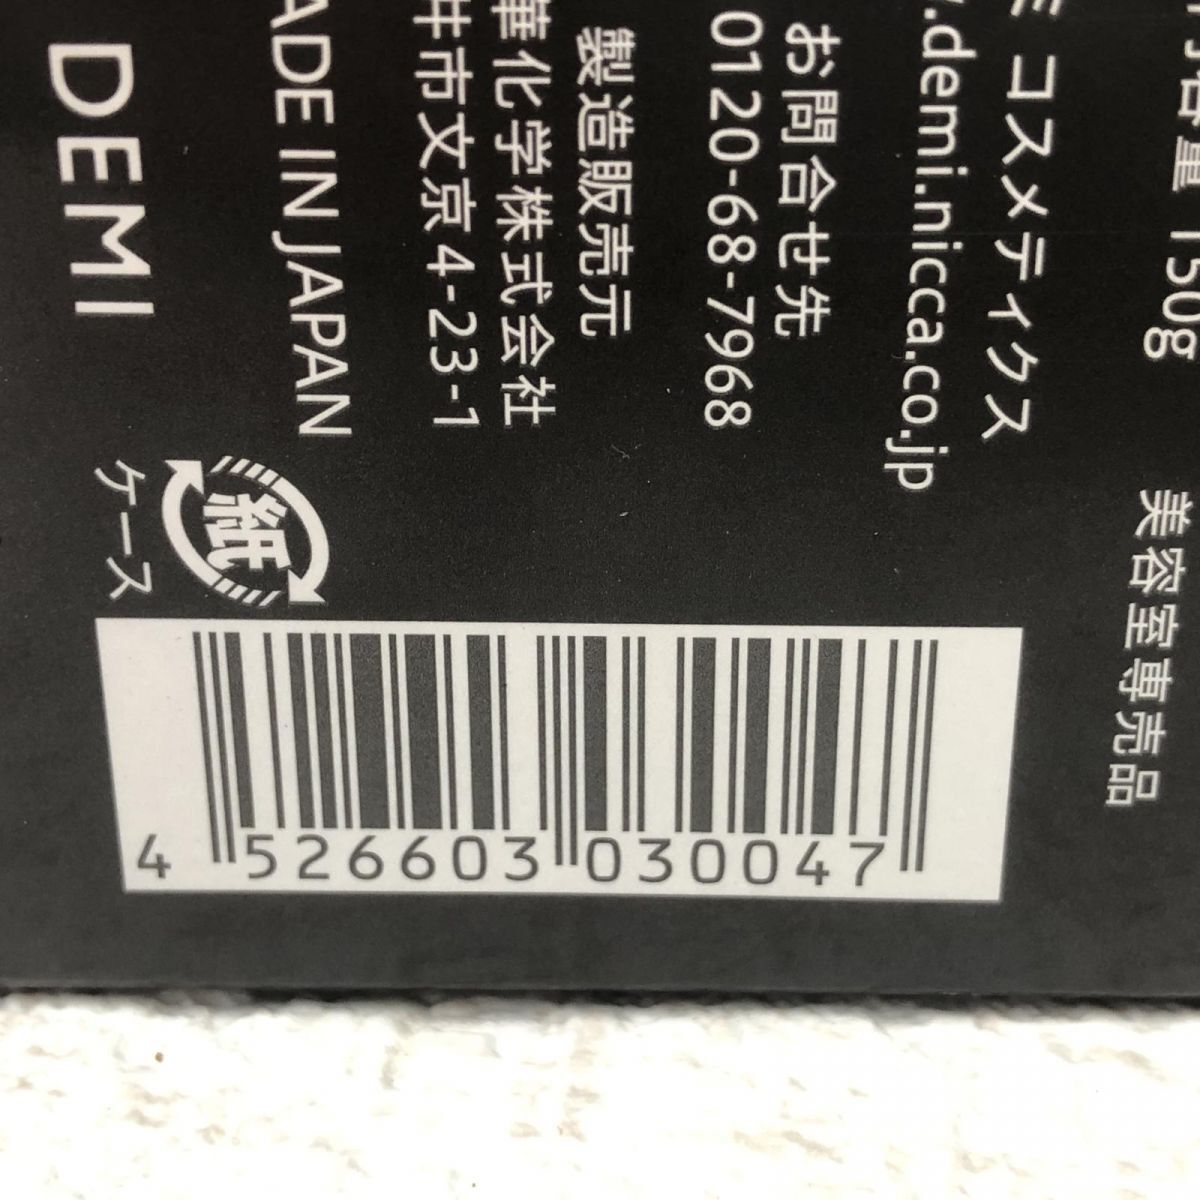 内容量 150g
美容室専売品
コスメティクス
.demi.nicca.co.jp
お問合せ先
0120-68-7968
製造販売元
華化学株式会社
井市文京4-23-1
ADE IN JAPAN
DEMI
紙
ケース
4 526603 030047